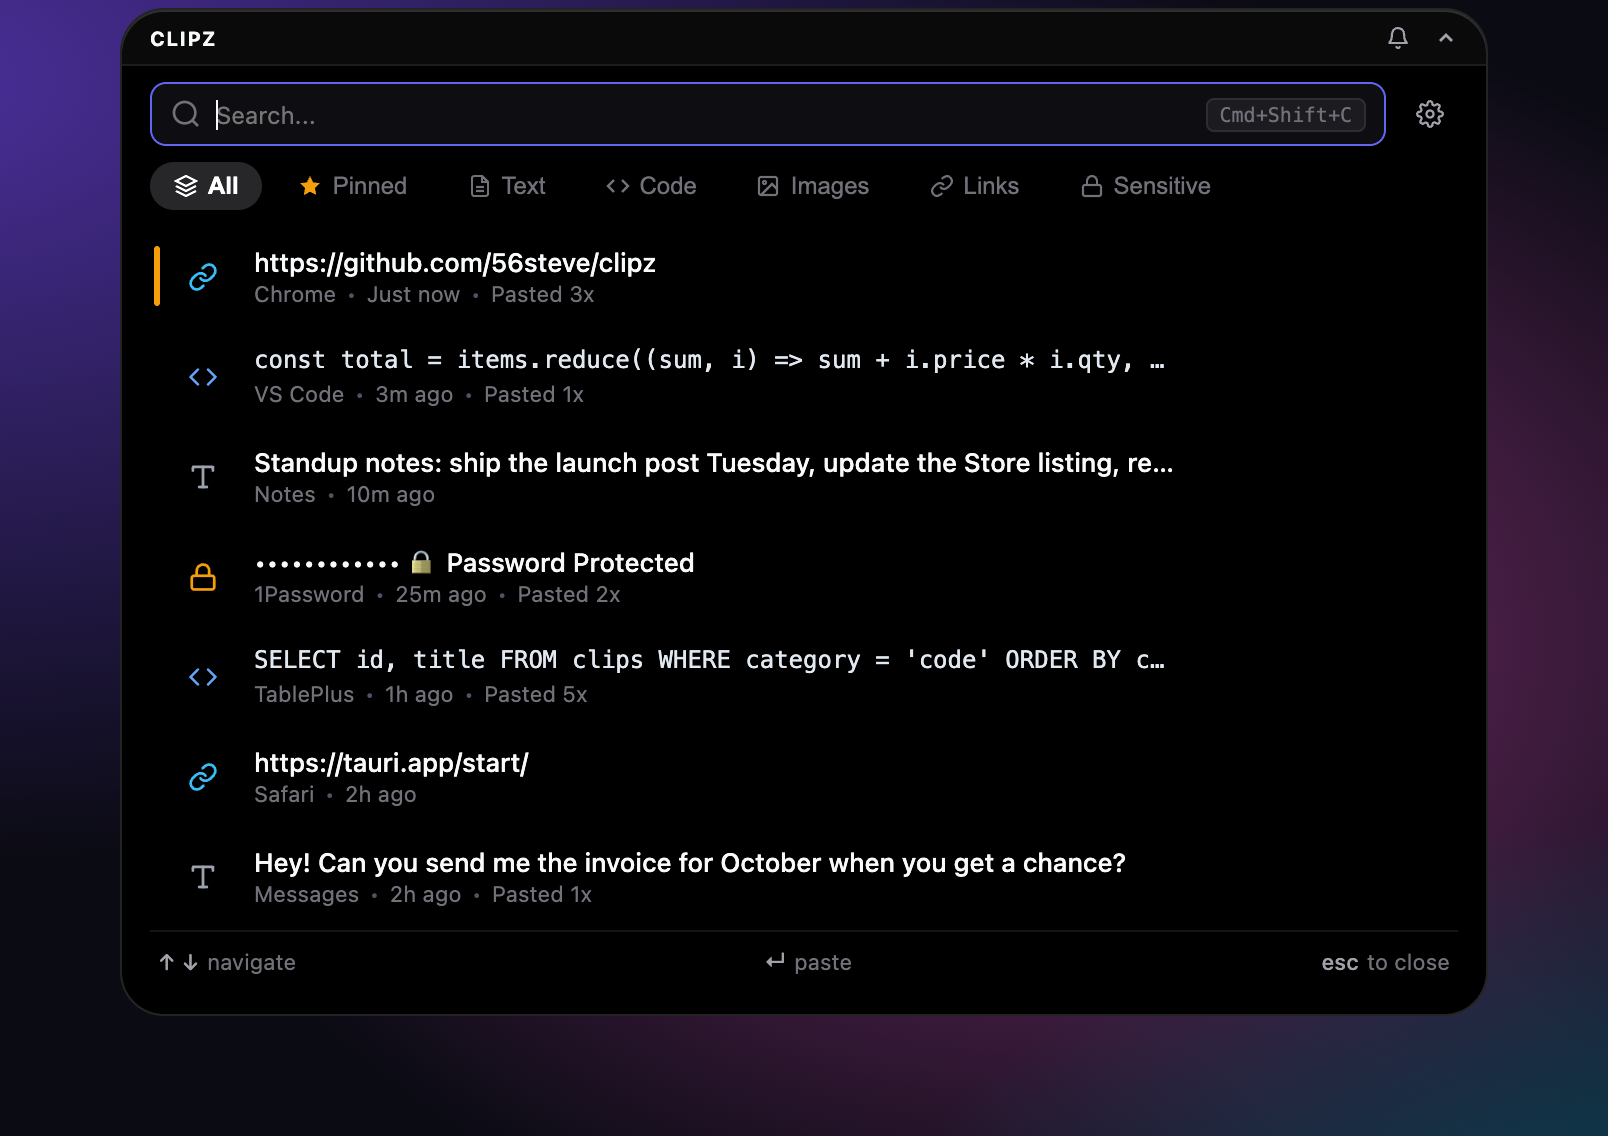 CLIPZ
Search...
Cmd+Shift+C
All
Pinned
Text
Code
Images
Links
Sensitive
https://github.com/56steve/clipz
Chrome • Just now • Pasted 3x
const total = items.reduce((sum, i) => sum + i.price * i.qty, …
VS Code • 3m ago • Pasted 1x
Standup notes: ship the launch post Tuesday, update the Store listing, re...
Notes • 10m ago
•••••••••••• 🔒 Password Protected
1Password • 25m ago • Pasted 2x
SELECT id, title FROM clips WHERE category = 'code' ORDER BY c…
TablePlus • 1h ago • Pasted 5x
https://tauri.app/start/
Safari • 2h ago
Hey! Can you send me the invoice for October when you get a chance?
Messages • 2h ago • Pasted 1x
↑ ↓ navigate
↵ paste
esc to close